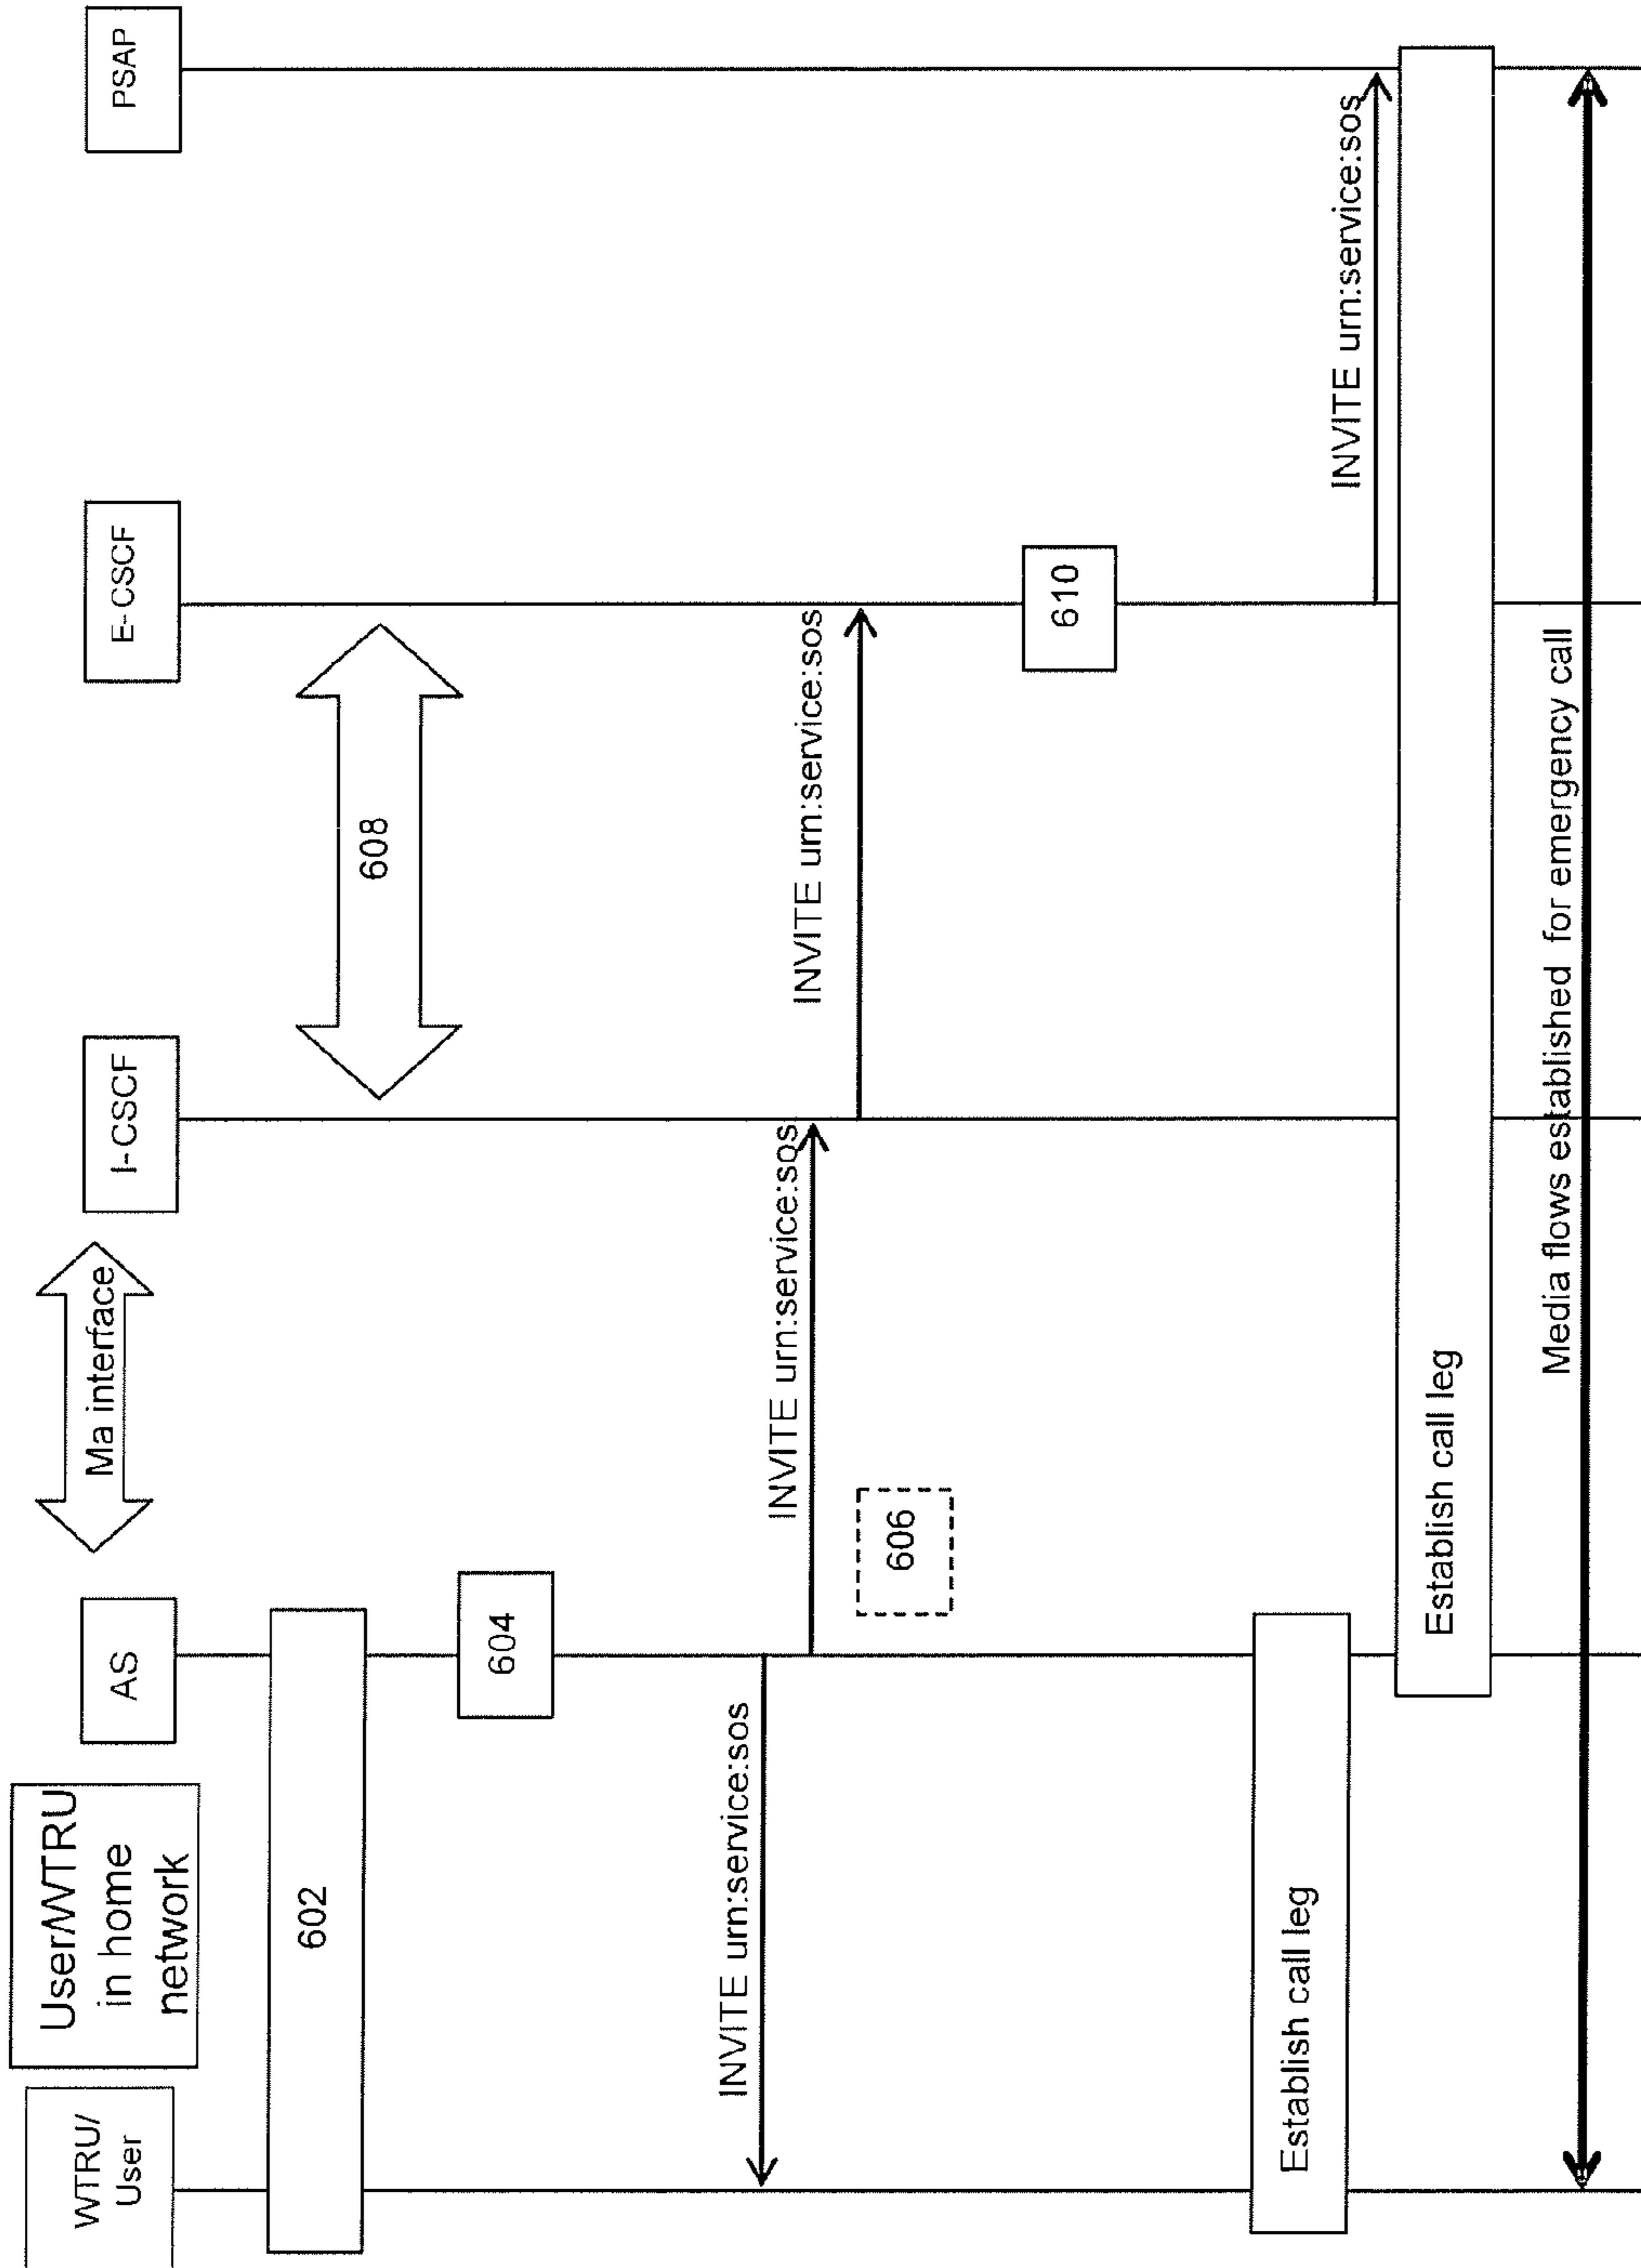 WTRU/
User
User/WTRU
in home
network
AS
Ma interface
I-CSCF
E-CSCF
PSAP
602
604
608
INVITE urn:service:sos
INVITE urn:service:sos
606
INVITE urn:service:sos
610
Establish call leg
INVITE urn:service:sos
Establish call leg
Media flows established for emergency call